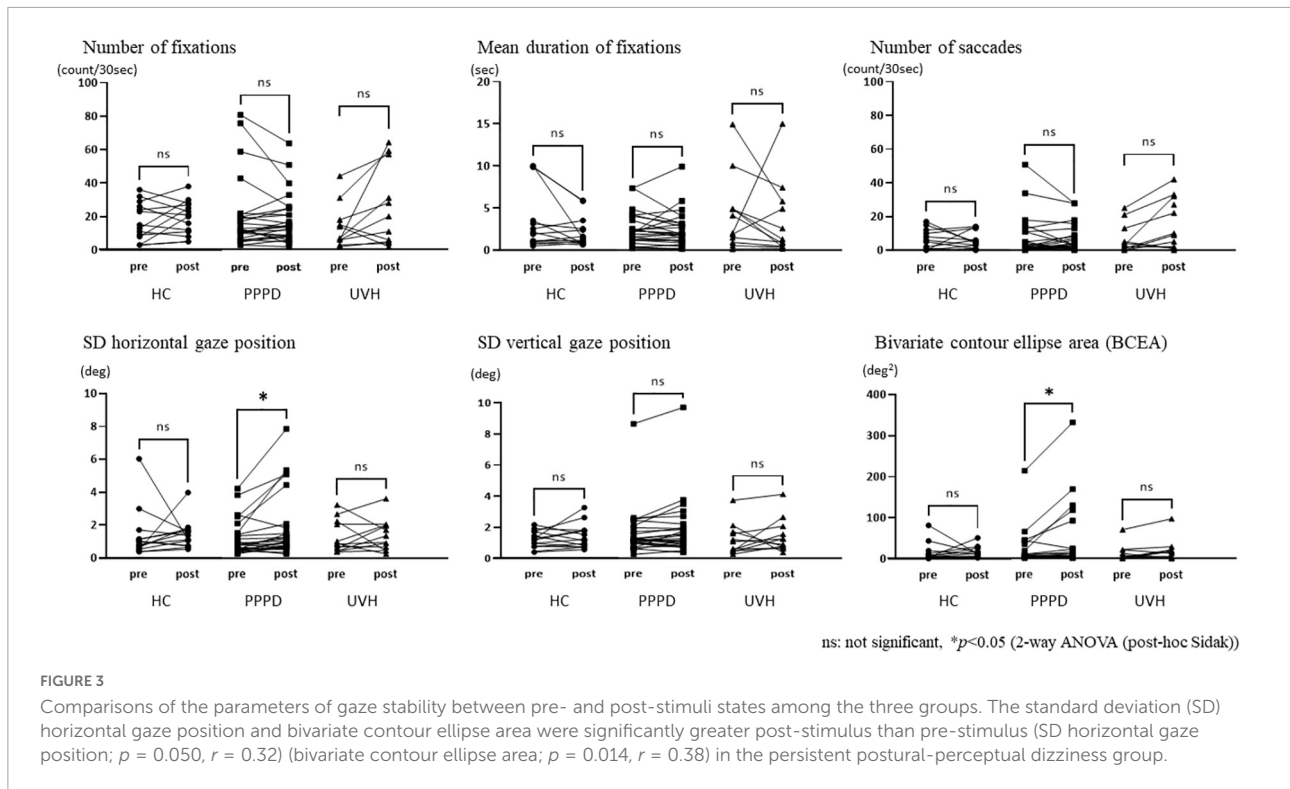 Number of fixations
(count/30sec)
100
80
60
40
20
0
ns
ns
ns
pre post pre post pre post
HC PPPD UVH
Mean duration of fixations
(sec)
20
15
10
5
0
ns
ns
ns
pre post pre post pre post
HC PPPD UVH
Number of saccades
(count/30sec)
100
80
60
40
20
0
ns
ns
ns
pre post pre post pre post
HC PPPD UVH
SD horizontal gaze position
(deg)
10
8
6
4
2
0
ns
*
ns
pre post pre post pre post
HC PPPD UVH
SD vertical gaze position
(deg)
10
8
6
4
2
0
ns
ns
ns
pre post pre post pre post
HC PPPD UVH
Bivariate contour ellipse area (BCEA)
(deg²)
400
300
200
100
0
ns
*
ns
pre post pre post pre post
HC PPPD UVH
ns: not significant, *p<0.05 (2-way ANOVA (post-hoc Sidak))
FIGURE 3
Comparisons of the parameters of gaze stability between pre- and post-stimuli states among the three groups. The standard deviation (SD)
horizontal gaze position and bivariate contour ellipse area were significantly greater post-stimulus than pre-stimulus (SD horizontal gaze
position; p = 0.050, r = 0.32) (bivariate contour ellipse area; p = 0.014, r = 0.38) in the persistent postural-perceptual dizziness group.